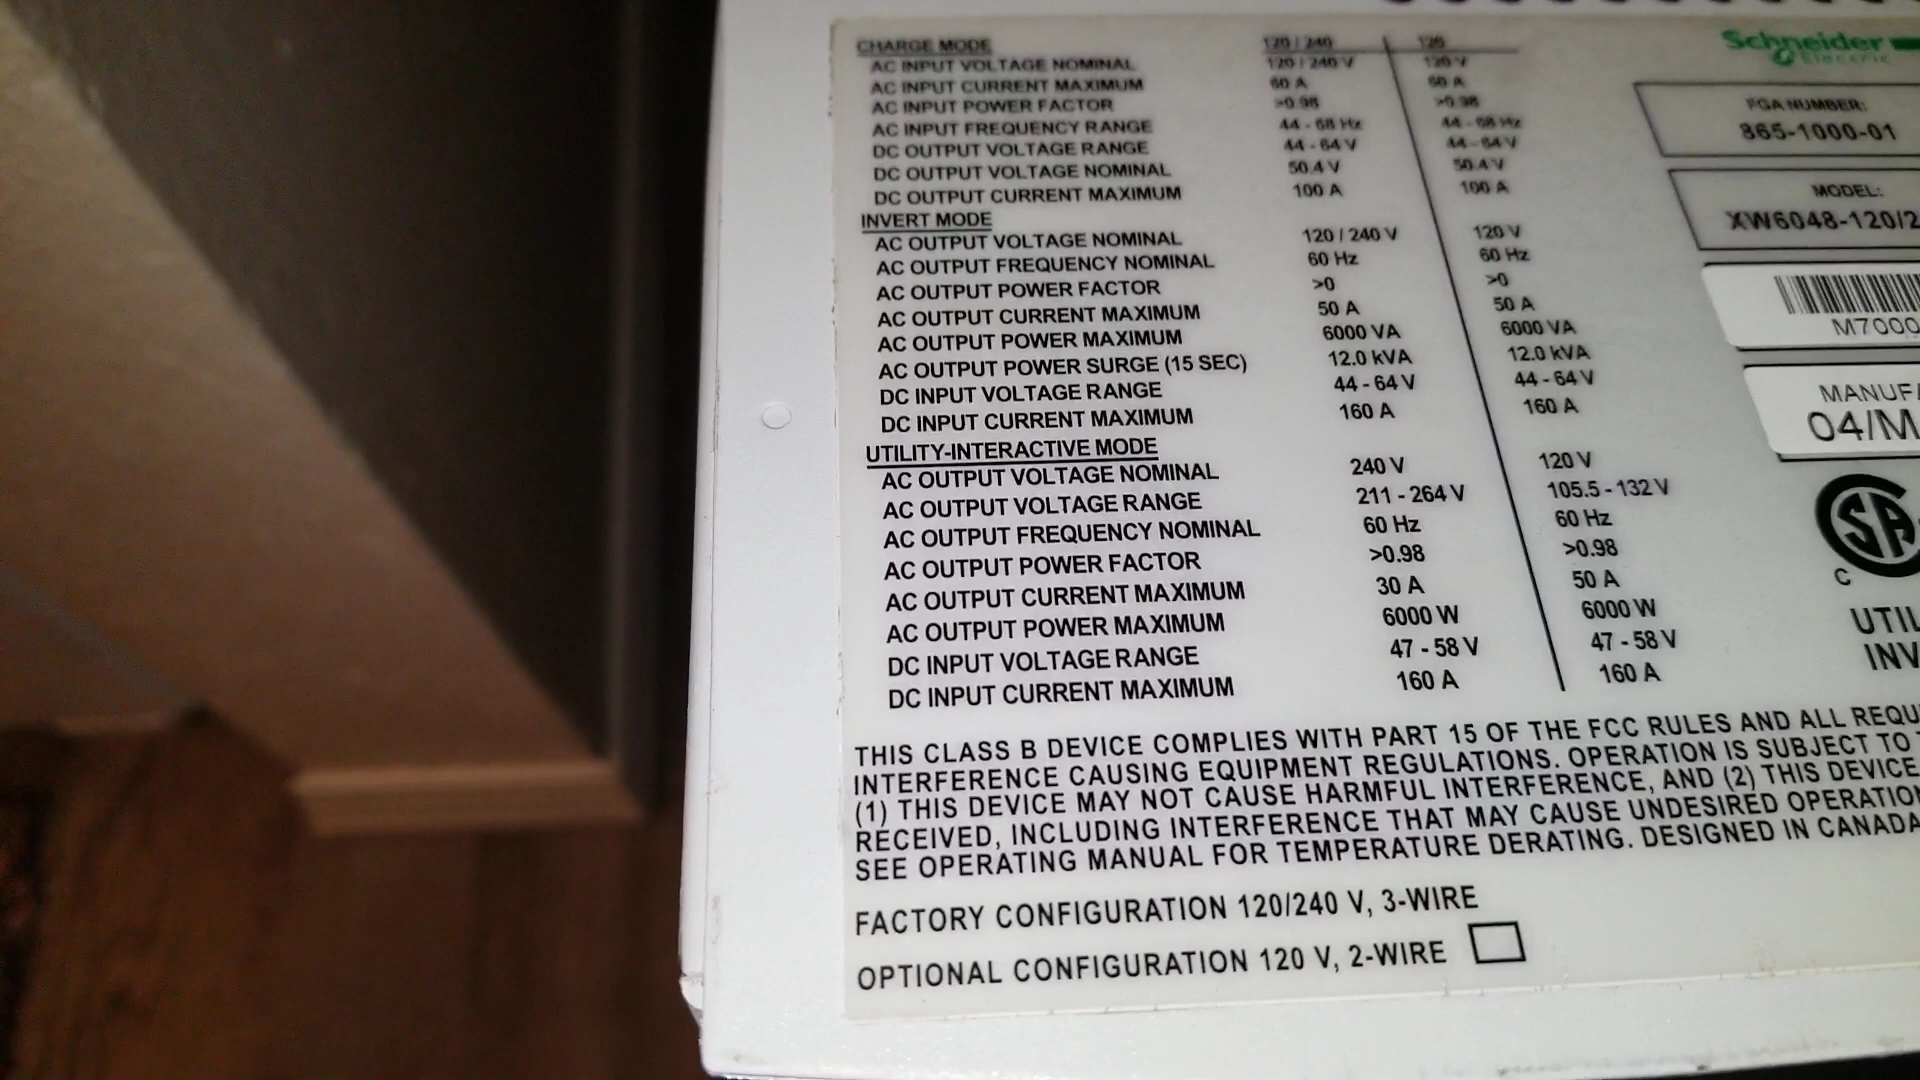 CHARGE MODE 120 / 240 120
AC INPUT VOLTAGE NOMINAL 120 / 240 V 120 V
AC INPUT CURRENT MAXIMUM 60 A 60 A
AC INPUT POWER FACTOR >0.98 >0.98
AC INPUT FREQUENCY RANGE 44 - 68 Hz 44 - 68 Hz
DC OUTPUT VOLTAGE RANGE 44 - 64 V 44 - 64 V
DC OUTPUT VOLTAGE NOMINAL 50.4 V 50.4 V
DC OUTPUT CURRENT MAXIMUM 100 A 100 A
INVERT MODE
AC OUTPUT VOLTAGE NOMINAL 120 / 240 V 120 V
AC OUTPUT FREQUENCY NOMINAL 60 Hz 60 Hz
AC OUTPUT POWER FACTOR >0 >0
AC OUTPUT CURRENT MAXIMUM 50 A 50 A
AC OUTPUT POWER MAXIMUM 6000 VA 6000 VA
AC OUTPUT POWER SURGE (15 SEC) 12.0 kVA 12.0 kVA
DC INPUT VOLTAGE RANGE 44 - 64 V 44 - 64 V
DC INPUT CURRENT MAXIMUM 160 A 160 A
UTILITY-INTERACTIVE MODE
AC OUTPUT VOLTAGE NOMINAL 240 V 120 V
AC OUTPUT VOLTAGE RANGE 211 - 264 V 105.5 - 132 V
AC OUTPUT FREQUENCY NOMINAL 60 Hz 60 Hz
AC OUTPUT POWER FACTOR >0.98 >0.98
AC OUTPUT CURRENT MAXIMUM 30 A 50 A
AC OUTPUT POWER MAXIMUM 6000 W 6000 W
DC INPUT VOLTAGE RANGE 47 - 58 V 47 - 58 V
DC INPUT CURRENT MAXIMUM 160 A 160 A
Schneider
Electric
FGA NUMBER:
865-1000-01
MODEL:
XW6048-120/2
M7000
MANUFA
04/M
SA
C
UTIL
INV
THIS CLASS B DEVICE COMPLIES WITH PART 15 OF THE FCC RULES AND ALL REQU
INTERFERENCE CAUSING EQUIPMENT REGULATIONS. OPERATION IS SUBJECT TO T
(1) THIS DEVICE MAY NOT CAUSE HARMFUL INTERFERENCE, AND (2) THIS DEVICE
RECEIVED, INCLUDING INTERFERENCE THAT MAY CAUSE UNDESIRED OPERATION
SEE OPERATING MANUAL FOR TEMPERATURE DERATING. DESIGNED IN CANADA
FACTORY CONFIGURATION 120/240 V, 3-WIRE
OPTIONAL CONFIGURATION 120 V, 2-WIRE